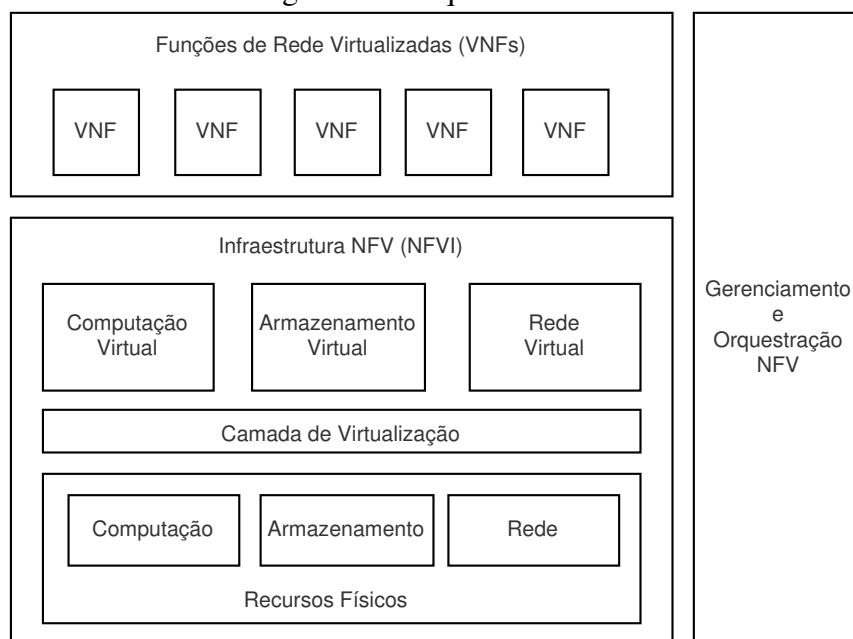 Funções de Rede Virtualizadas (VNFs)
VNF
VNF
VNF
VNF
VNF
Infraestrutura NFV (NFVI)
Computação
Virtual
Armazenamento
Virtual
Rede
Virtual
Camada de Virtualização
Computação
Armazenamento
Rede
Recursos Físicos
Gerenciamento
e
Orquestração
NFV